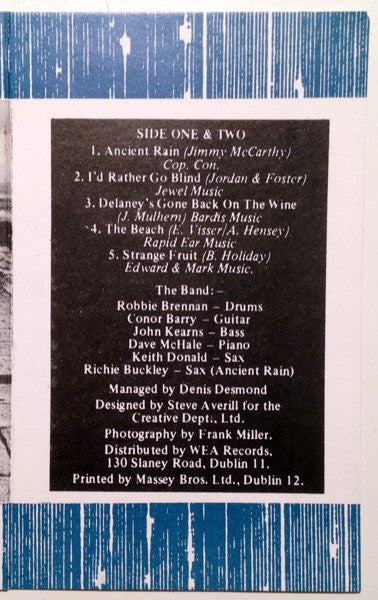 SIDE ONE & TWO
1. Ancient Rain (Jimmy McCarthy)
Cop. Con.
2. I'd Rather Go Blind (Jordan & Foster)
Jewel Music
3. Delaney's Gone Back On The Wine
(J. Mulhern) Bardis Music
4. The Beach (E. Visser/A. Hensey)
Rapid Ear Music
5. Strange Fruit (B. Holiday)
Edward & Mark Music.
The Band:–
Robbie Brennan – Drums
Conor Barry – Guitar
John Kearns – Bass
Dave McHale – Piano
Keith Donald – Sax
Richie Buckley – Sax (Ancient Rain)
Managed by Denis Desmond
Designed by Steve Averill for the
Creative Dept., Ltd.
Photography by Frank Miller.
Distributed by WEA Records,
130 Slaney Road, Dublin 11.
Printed by Massey Bros. Ltd., Dublin 12.